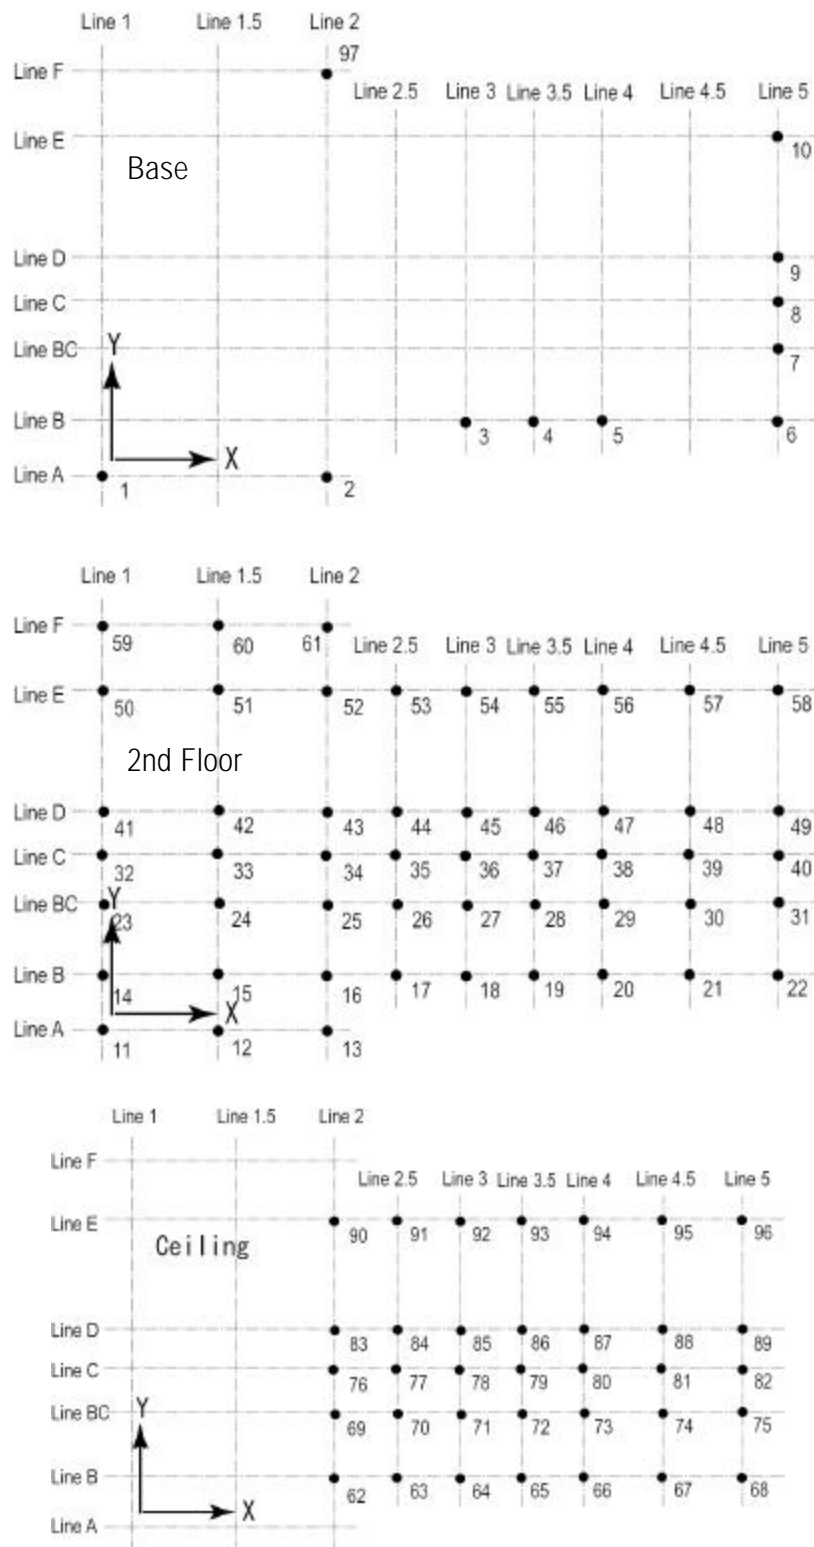 Line 1 Line 1.5 Line 2
97
Line F
Line 2.5 Line 3 Line 3.5 Line 4 Line 4.5 Line 5
Line E
10
Base
Line D
9
Line C
8
Line BC Y
7
Line B
3 4 5 6
X
Line A
1 2
Line 1 Line 1.5 Line 2
Line F
59 60 61 Line 2.5 Line 3 Line 3.5 Line 4 Line 4.5 Line 5
Line E
50 51 52 53 54 55 56 57 58
2nd Floor
Line D
41 42 43 44 45 46 47 48 49
Line C
32 33 34 35 36 37 38 39 40
Line BC Y
23 24 25 26 27 28 29 30 31
Line B
14 15 16 17 18 19 20 21 22
X
Line A
11 12 13
Line 1 Line 1.5 Line 2
Line F
Line 2.5 Line 3 Line 3.5 Line 4 Line 4.5 Line 5
Line E
90 91 92 93 94 95 96
Ceiling
Line D
83 84 85 86 87 88 89
Line C
76 77 78 79 80 81 82
Line BC Y
69 70 71 72 73 74 75
Line B
62 63 64 65 66 67 68
X
Line A